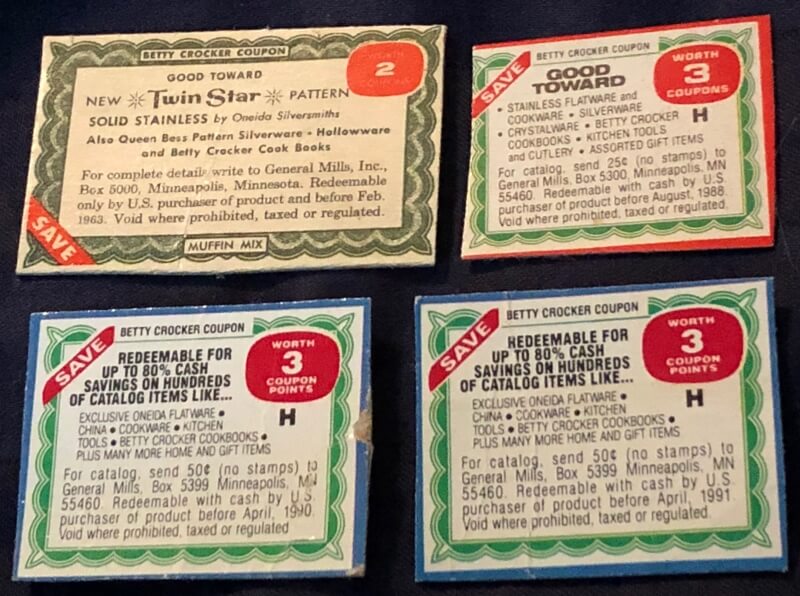 BETTY CROCKER COUPON
WORTH
2
COUPONS
GOOD TOWARD
NEW Twin Star PATTERN
SOLID STAINLESS by Oneida Silversmiths
Also Queen Bess Pattern Silverware • Hollowware
and Betty Crocker Cook Books
For complete details write to General Mills, Inc.,
Box 5000, Minneapolis, Minnesota. Redeemable
only by U.S. purchaser of product and before Feb.
1963. Void where prohibited, taxed or regulated.
SAVE
MUFFIN MIX
BETTY CROCKER COUPON
SAVE
GOOD
TOWARD
WORTH
3
COUPONS
H
• STAINLESS FLATWARE and
COOKWARE • SILVERWARE
• CRYSTALWARE • BETTY CROCKER
COOKBOOKS • KITCHEN TOOLS
and CUTLERY • ASSORTED GIFT ITEMS
For catalog, send 25¢ (no stamps) to
General Mills, Box 5300, Minneapolis, MN
55460. Redeemable with cash by U.S.
purchaser of product before August, 1988.
Void where prohibited, taxed or regulated.
BETTY CROCKER COUPON
SAVE
REDEEMABLE FOR
UP TO 80% CASH
SAVINGS ON HUNDREDS
OF CATALOG ITEMS LIKE...
WORTH
3
COUPON
POINTS
H
EXCLUSIVE ONEIDA FLATWARE •
CHINA • COOKWARE • KITCHEN
TOOLS • BETTY CROCKER COOKBOOKS •
PLUS MANY MORE HOME AND GIFT ITEMS
For catalog, send 50¢ (no stamps) to
General Mills, Box 5399 Minneapolis, MN
55460. Redeemable with cash by U.S.
purchaser of product before April, 1990.
Void where prohibited, taxed or regulated
BETTY CROCKER COUPON
SAVE
REDEEMABLE FOR
UP TO 80% CASH
SAVINGS ON HUNDREDS
OF CATALOG ITEMS LIKE...
WORTH
3
COUPON
POINTS
H
EXCLUSIVE ONEIDA FLATWARE •
CHINA • COOKWARE • KITCHEN
TOOLS • BETTY CROCKER COOKBOOKS •
PLUS MANY MORE HOME AND GIFT ITEMS
For catalog, send 50¢ (no stamps) to
General Mills, Box 5399 Minneapolis, MN
55460. Redeemable with cash by U.S.
purchaser of product before April, 1991.
Void where prohibited, taxed or regulated.